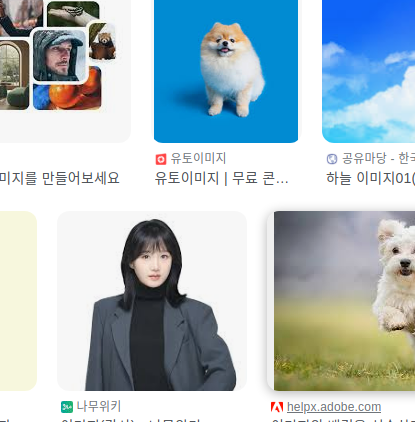 유토이미지
공유마당 - 한국
미지를 만들어보세요
유토이미지 | 무료 콘...
하늘 이미지01(
나무위키
helpx.adobe.com